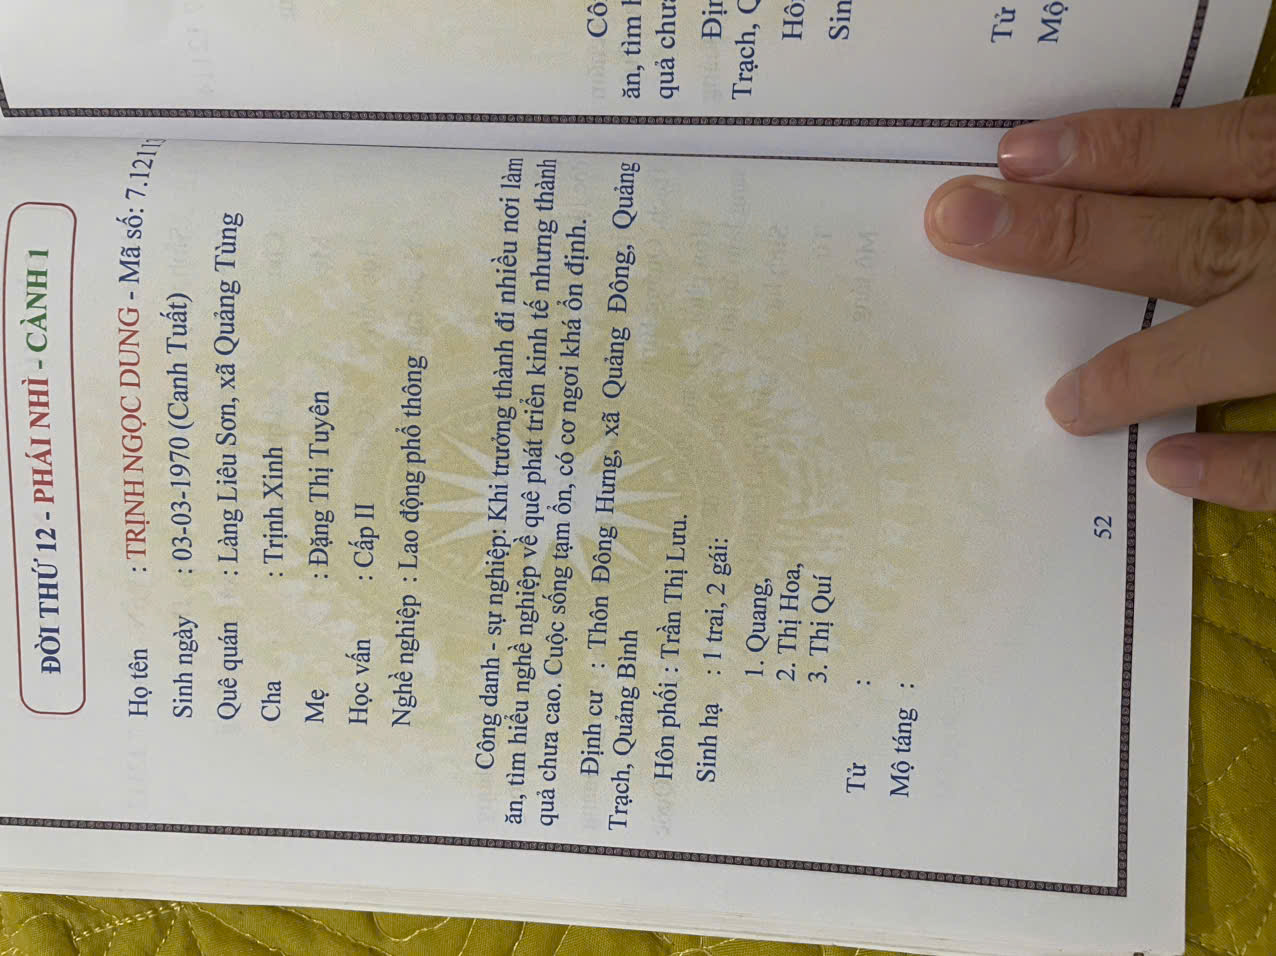 ĐỜI THỨ 12 - PHÁI NHÌ - CÀNH 1
Họ tên : TRỊNH NGỌC DUNG - Mã số: 7.121
Sinh ngày : 03-03-1970 (Canh Tuất)
Quê quán : Làng Liêu Sơn, xã Quảng Tùng
Cha : Trịnh Xinh
Mẹ : Đặng Thị Tuyên
Học vấn : Cấp II
Nghề nghiệp : Lao động phổ thông
Công danh - sự nghiệp: Khi trưởng thành đi nhiều nơi làm
ăn, tìm hiểu nghề nghiệp về quê phát triển kinh tế nhưng thành
quả chưa cao. Cuộc sống tạm ổn, có cơ ngơi khá ổn định.
Định cư : Thôn Đông Hưng, xã Quảng Đông, Quảng
Trạch, Quảng Bình
Hôn phối : Trần Thị Lưu.
Sinh hạ : 1 trai, 2 gái:
1. Quang,
2. Thị Hoa,
3. Thị Quí
Tử :
Mộ táng :
52
ăn, tìm
quả chưa
Trạch,
Tử
Mộ